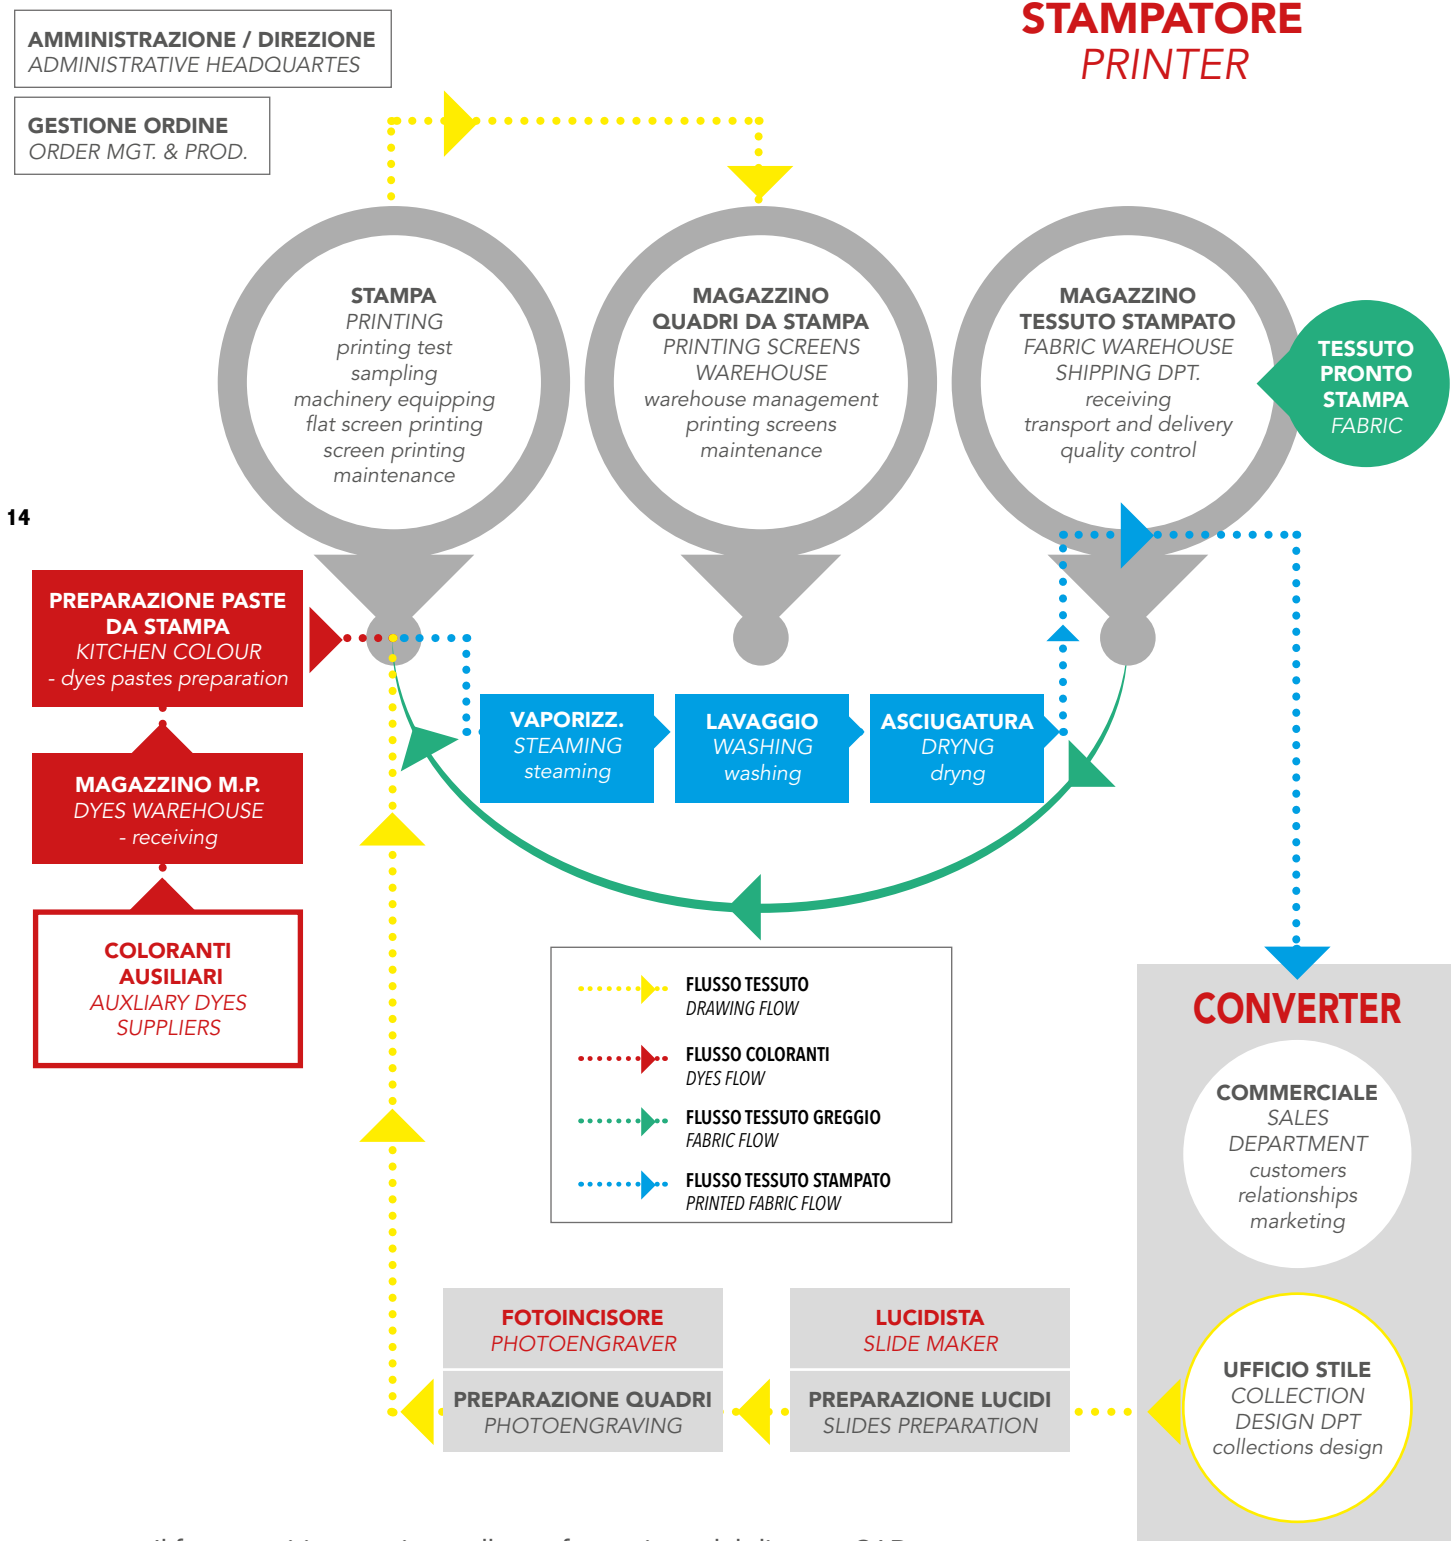 STAMPATORE
PRINTER
AMMINISTRAZIONE / DIREZIONE
ADMINISTRATIVE HEADQUARTES
GESTIONE ORDINE
ORDER MGT. & PROD.
STAMPA
PRINTING
printing test
sampling
machinery equipping
flat screen printing
screen printing
maintenance
MAGAZZINO
QUADRI DA STAMPA
PRINTING SCREENS
WAREHOUSE
warehouse management
printing screens
maintenance
MAGAZZINO
TESSUTO STAMPATO
FABRIC WAREHOUSE
SHIPPING DPT.
receiving
transport and delivery
quality control
TESSUTO
PRONTO
STAMPA
FABRIC
14
PREPARAZIONE PASTE
DA STAMPA
KITCHEN COLOUR
- dyes pastes preparation
MAGAZZINO M.P.
DYES WAREHOUSE
- receiving
COLORANTI
AUSILIARI
AUXLIARY DYES
SUPPLIERS
VAPORIZZ.
STEAMING
steaming
LAVAGGIO
WASHING
washing
ASCIUGATURA
DRYNG
dryng
FLUSSO TESSUTO
DRAWING FLOW
FLUSSO COLORANTI
DYES FLOW
FLUSSO TESSUTO GREGGIO
FABRIC FLOW
FLUSSO TESSUTO STAMPATO
PRINTED FABRIC FLOW
CONVERTER
COMMERCIALE
SALES
DEPARTMENT
customers
relationships
marketing
UFFICIO STILE
COLLECTION
DESIGN DPT
collections design
FOTOINCISORE
PHOTOENGRAVER
PREPARAZIONE QUADRI
PHOTOENGRAVING
LUCIDISTA
SLIDE MAKER
PREPARAZIONE LUCIDI
SLIDES PREPARATION